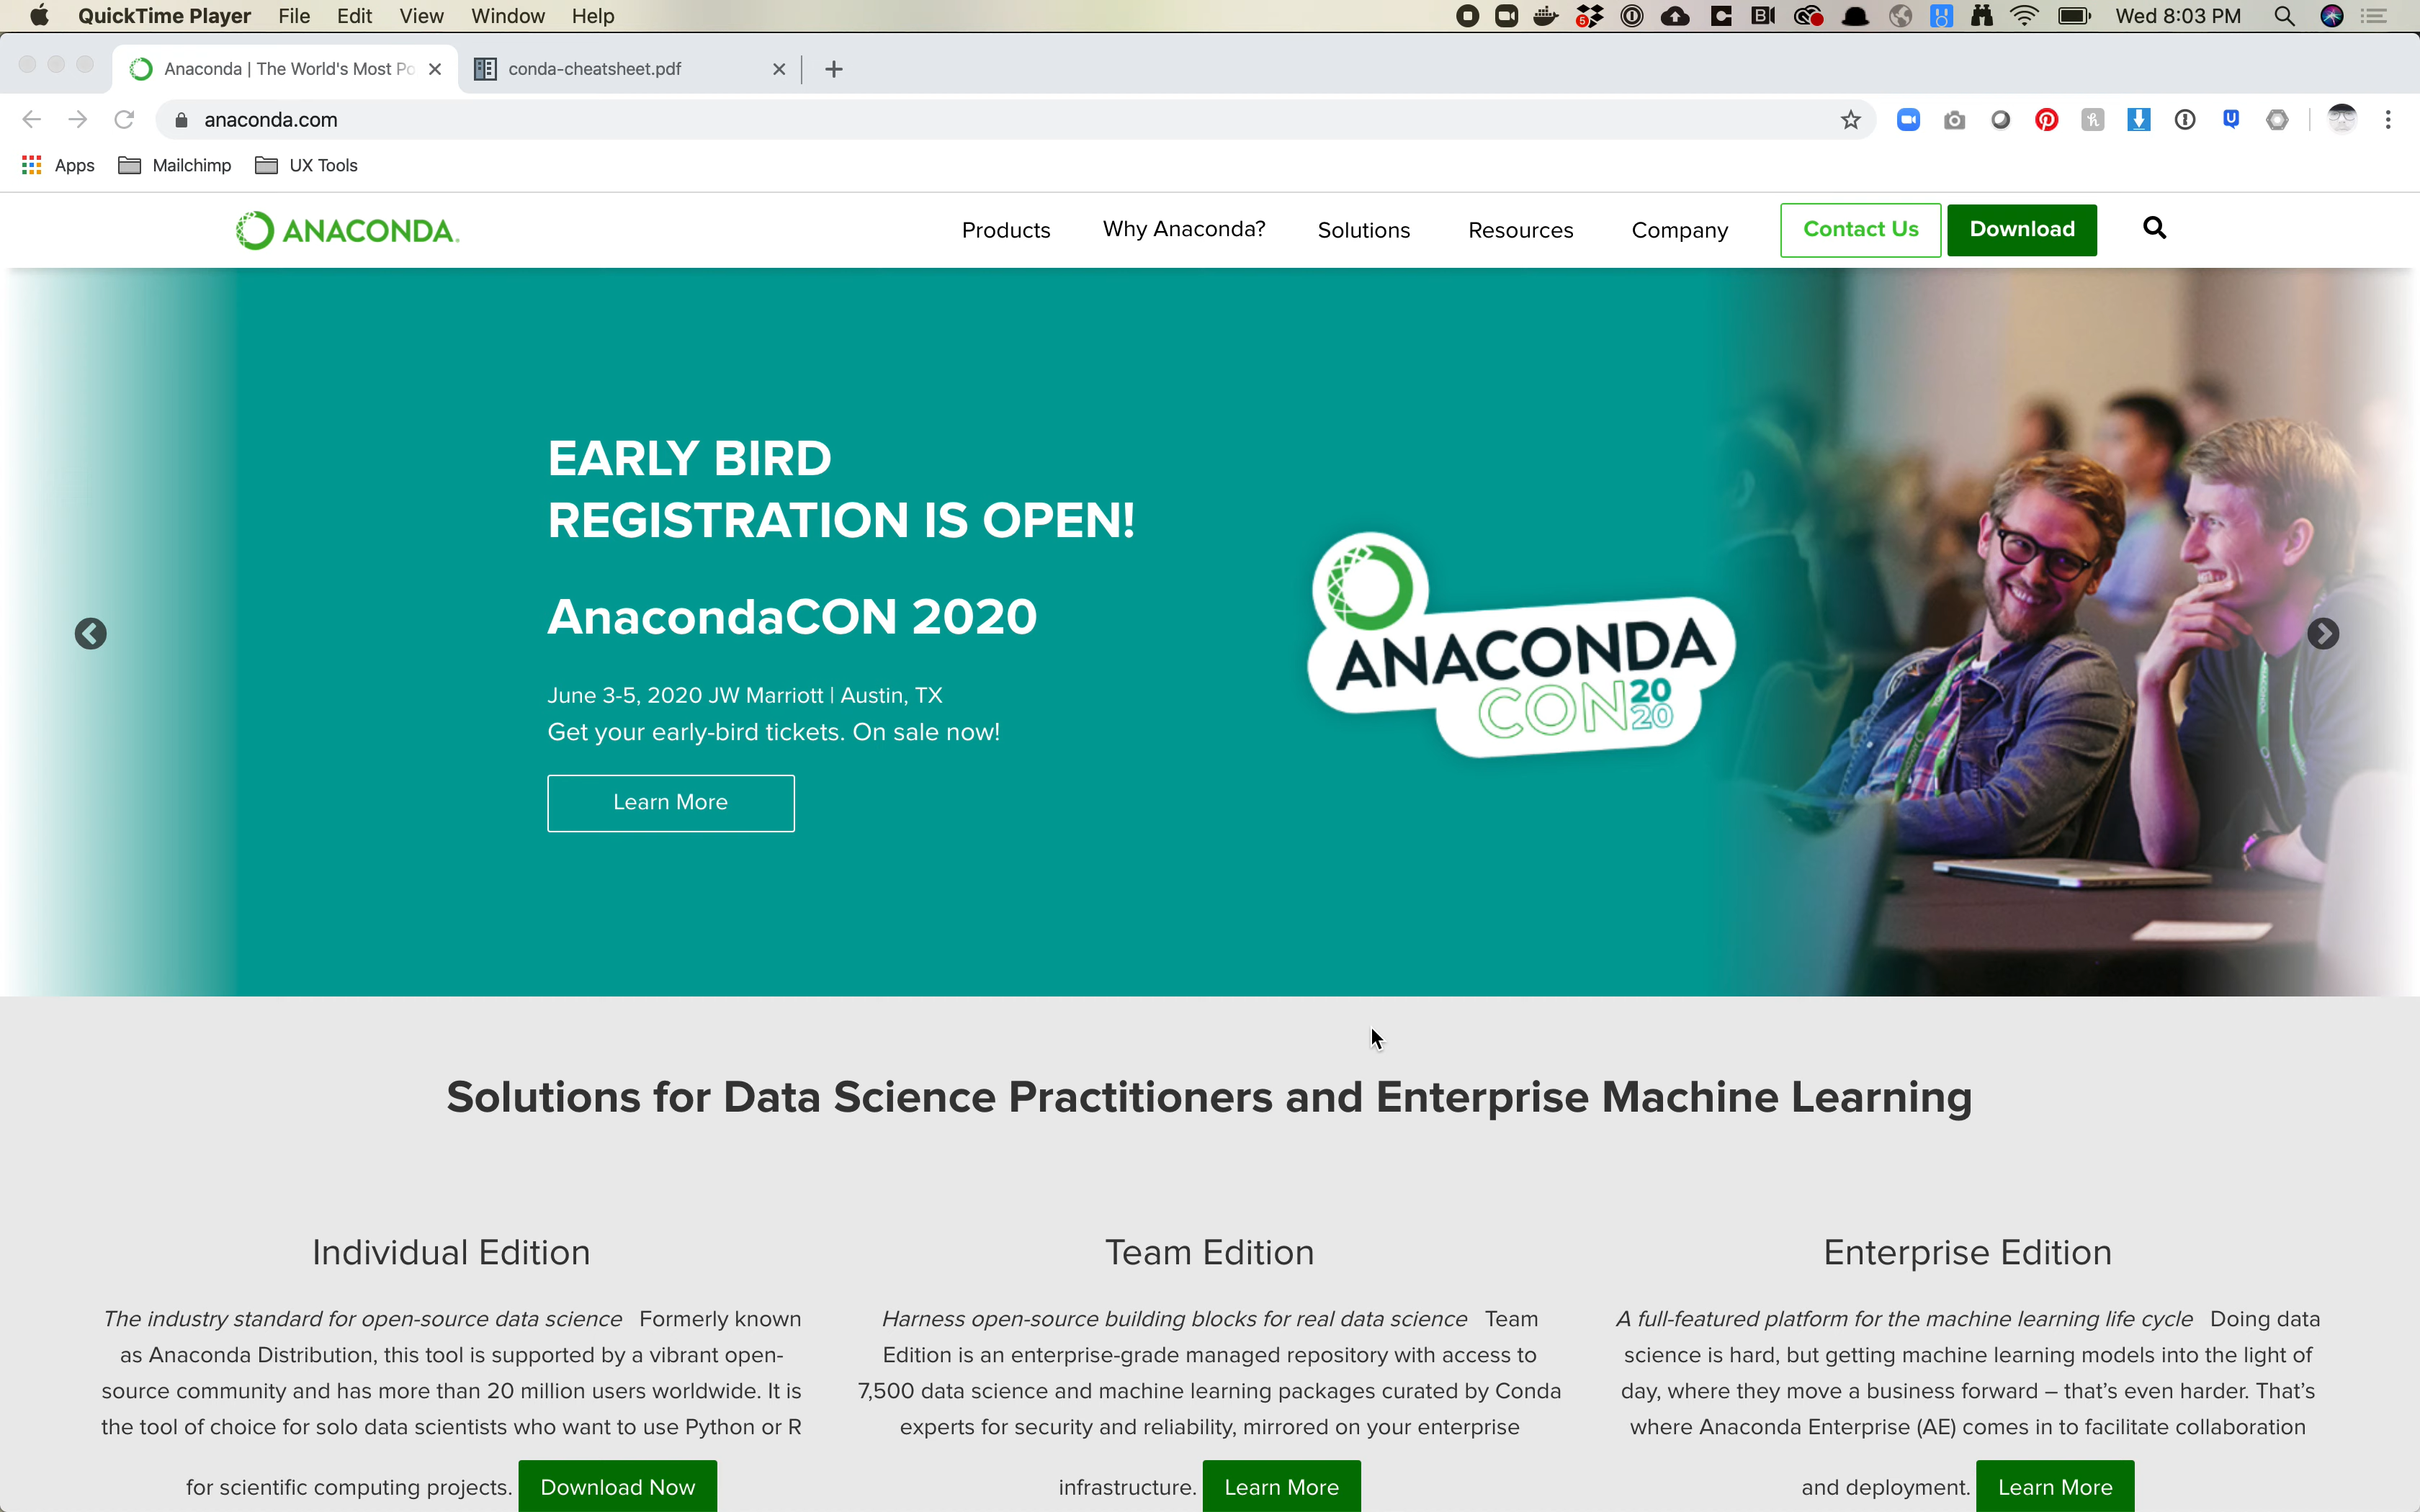 QuickTime Player File Edit View Window Help Wed 8:03 PM
Anaconda | The World's Most Po conda-cheatsheet.pdf
anaconda.com
Apps Mailchimp UX Tools
ANACONDA. Products Why Anaconda? Solutions Resources Company Contact Us Download
EARLY BIRD
REGISTRATION IS OPEN!
AnacondaCON 2020
June 3-5, 2020 JW Marriott | Austin, TX
Get your early-bird tickets. On sale now!
Learn More
ANACONDA
CON 20
20
Solutions for Data Science Practitioners and Enterprise Machine Learning
Individual Edition
The industry standard for open-source data science Formerly known
as Anaconda Distribution, this tool is supported by a vibrant open-
source community and has more than 20 million users worldwide. It is
the tool of choice for solo data scientists who want to use Python or R
for scientific computing projects. Download Now
Team Edition
Harness open-source building blocks for real data science Team
Edition is an enterprise-grade managed repository with access to
7,500 data science and machine learning packages curated by Conda
experts for security and reliability, mirrored on your enterprise
infrastructure. Learn More
Enterprise Edition
A full-featured platform for the machine learning life cycle Doing data
science is hard, but getting machine learning models into the light of
day, where they move a business forward – that's even harder. That's
where Anaconda Enterprise (AE) comes in to facilitate collaboration
and deployment. Learn More